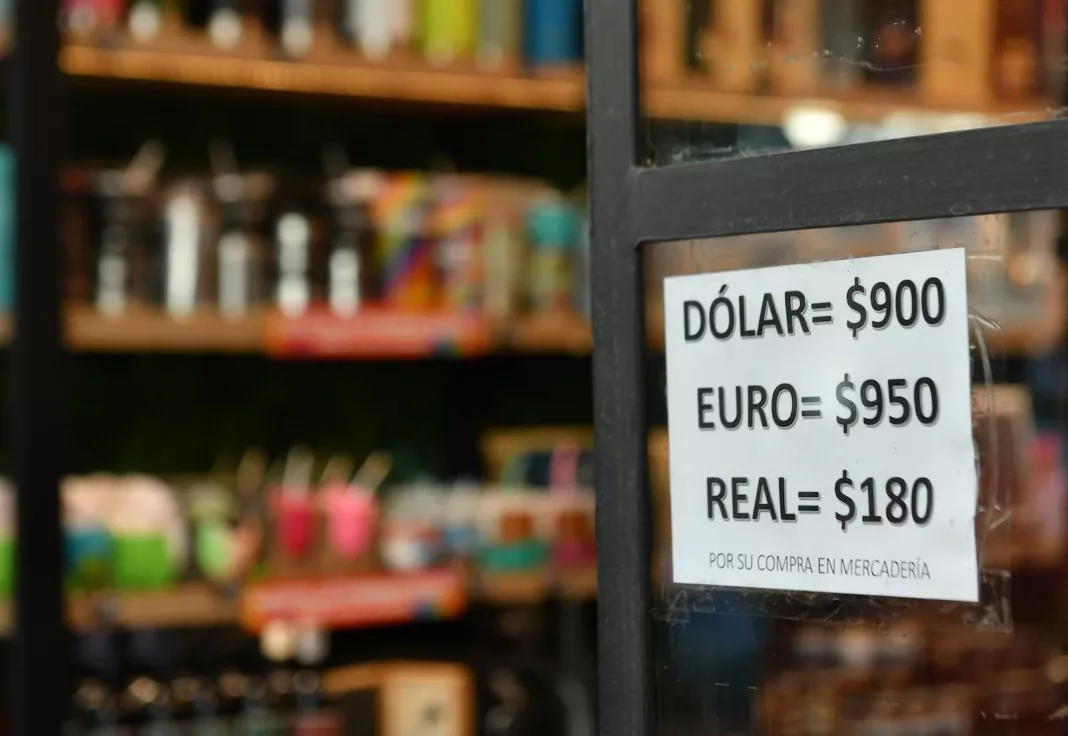 DÓLAR= $900
EURO= $950
REAL= $180
POR SU COMPRA EN MERCADERÍA